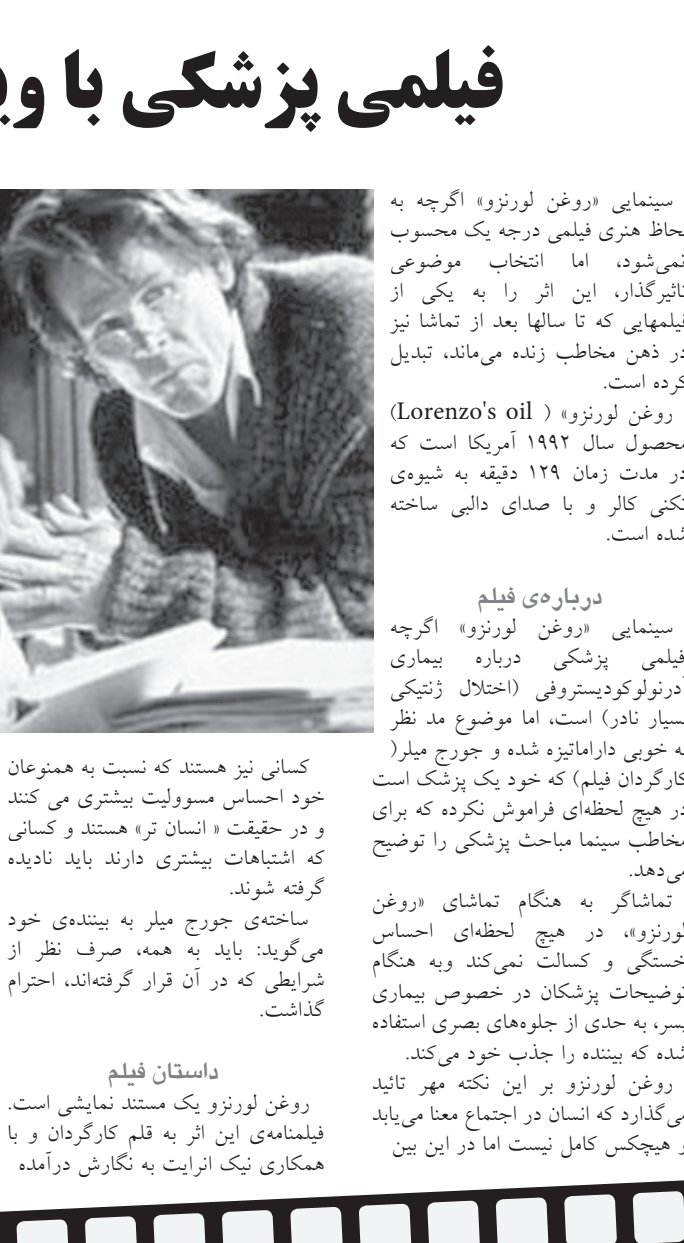 فیلمی پزشکی با
سینمایی «روغن لورنزو» اگرچه به
لحاظ هنری فیلمی درجه یک محسوب
نمی‌شود، اما انتخاب موضوعی
تاثیرگذار، این اثر را به یکی از
فیلمهایی که تا سالها بعد از تماشا نیز
در ذهن مخاطب زنده می‌ماند، تبدیل
کرده است.
روغن لورنزو» ( Lorenzo's oil)
محصول سال ۱۹۹۲ آمریکا است که
در مدت زمان ۱۲۹ دقیقه به شیوه‌ی
تکنی کالر و با صدای دالبی ساخته
شده است.
درباره‌ی فیلم
سینمایی «روغن لورنزو» اگرچه
فیلمی پزشکی درباره بیماری
آدرنولوکودیستروفی (اختلال ژنتیکی
بسیار نادر) است، اما موضوع مد نظر
به خوبی داراماتیزه شده و جورج میلر(
کارگردان فیلم) که خود یک پزشک است
در هیچ لحظه‌ای فراموش نکرده که برای
مخاطب سینما مباحث پزشکی را توضیح
می‌دهد.
تماشاگر به هنگام تماشای «روغن
لورنزو»، در هیچ لحظه‌ای احساس
خستگی و کسالت نمی‌کند وبه هنگام
توضیحات پزشکان در خصوص بیماری
پسر، به حدی از جلوه‌های بصری استفاده
شده که بیننده را جذب خود می‌کند.
روغن لورنزو بر این نکته مهر تائید
می‌گذارد که انسان در اجتماع معنا می‌یابد
و هیچکس کامل نیست اما در این بین
کسانی نیز هستند که نسبت به همنوعان
خود احساس مسوولیت بیشتری می کنند
و در حقیقت « انسان تر» هستند و کسانی
که اشتباهات بیشتری دارند باید نادیده
گرفته شوند.
ساخته‌ی جورج میلر به بیننده‌ی خود
می‌گوید: باید به همه، صرف نظر از
شرایطی که در آن قرار گرفته‌اند، احترام
گذاشت.
داستان فیلم
روغن لورنزو یک مستند نمایشی است.
فیلمنامه‌ی این اثر به قلم کارگردان و با
همکاری نیک انرایت به نگارش درآمده